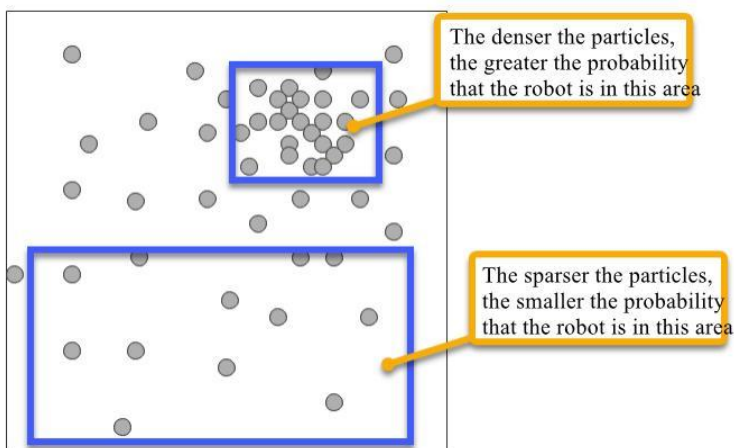 The denser the particles,
the greater the probability
that the robot is in this area
The sparser the particles,
the smaller the probability
that the robot is in this area